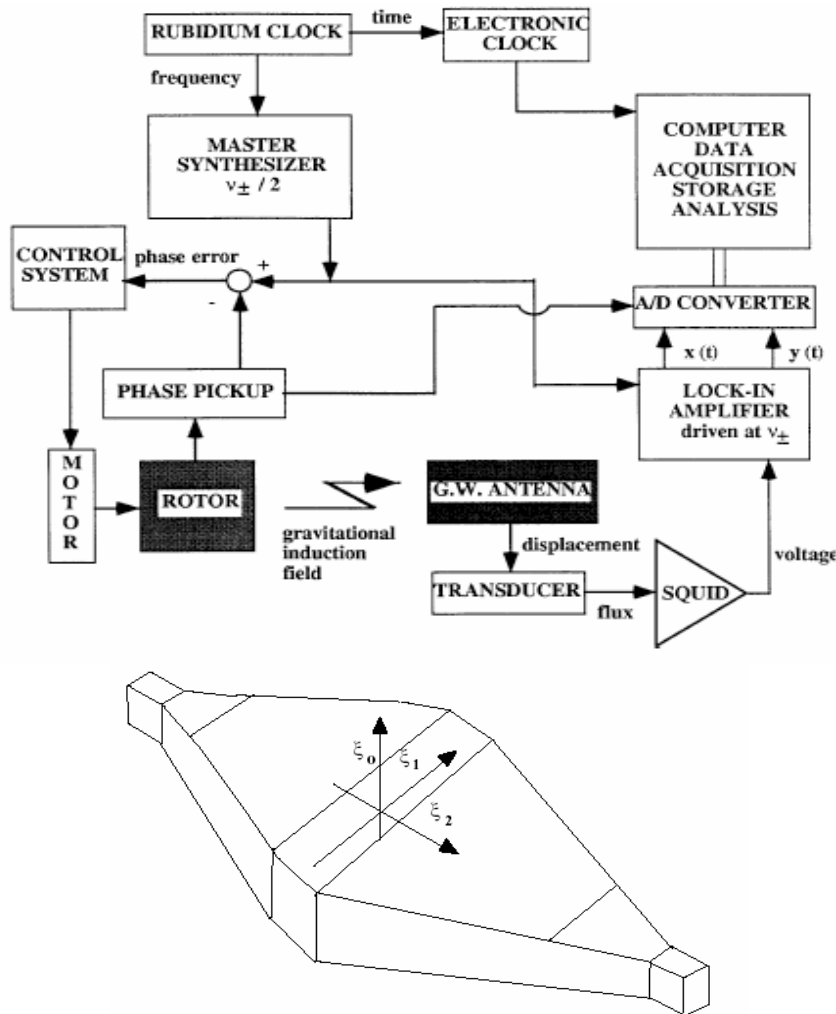 RUBIDIUM CLOCK
time
ELECTRONIC
CLOCK
frequency
MASTER
SYNTHESIZER
ν± / 2
COMPUTER
DATA
ACQUISITION
STORAGE
ANALYSIS
CONTROL
SYSTEM
phase error
+
-
A/D CONVERTER
x (t)
y (t)
PHASE PICKUP
LOCK-IN
AMPLIFIER
driven at ν±
MOTOR
ROTOR
G.W. ANTENNA
gravitational
induction
field
displacement
voltage
TRANSDUCER
SQUID
flux
ξo
ξ1
ξ2